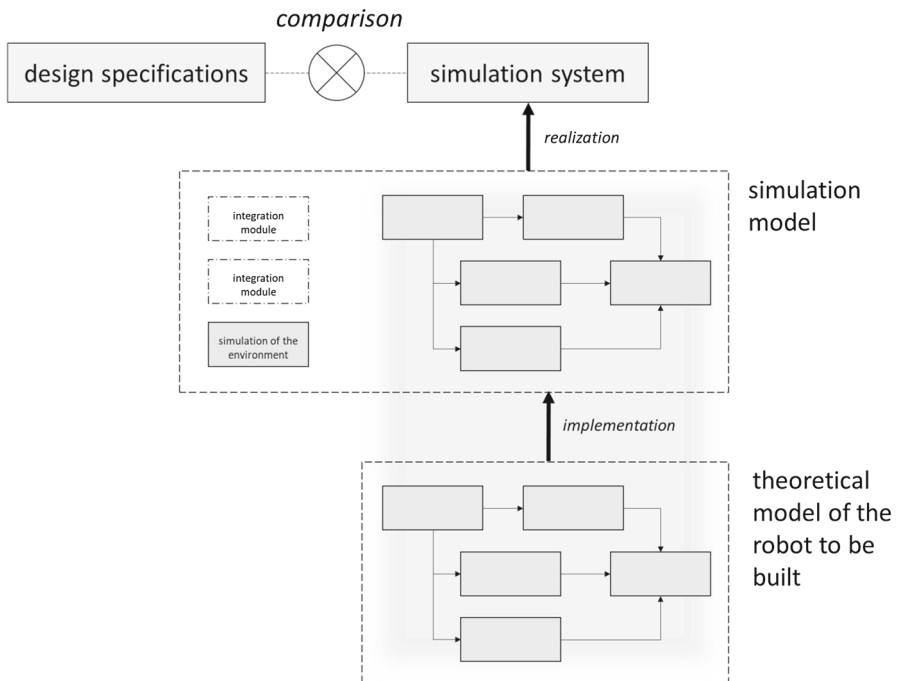 comparison
design specifications
simulation system
realization
simulation
model
integration
module
integration
module
simulation of the
environment
implementation
theoretical
model of the
robot to be
built